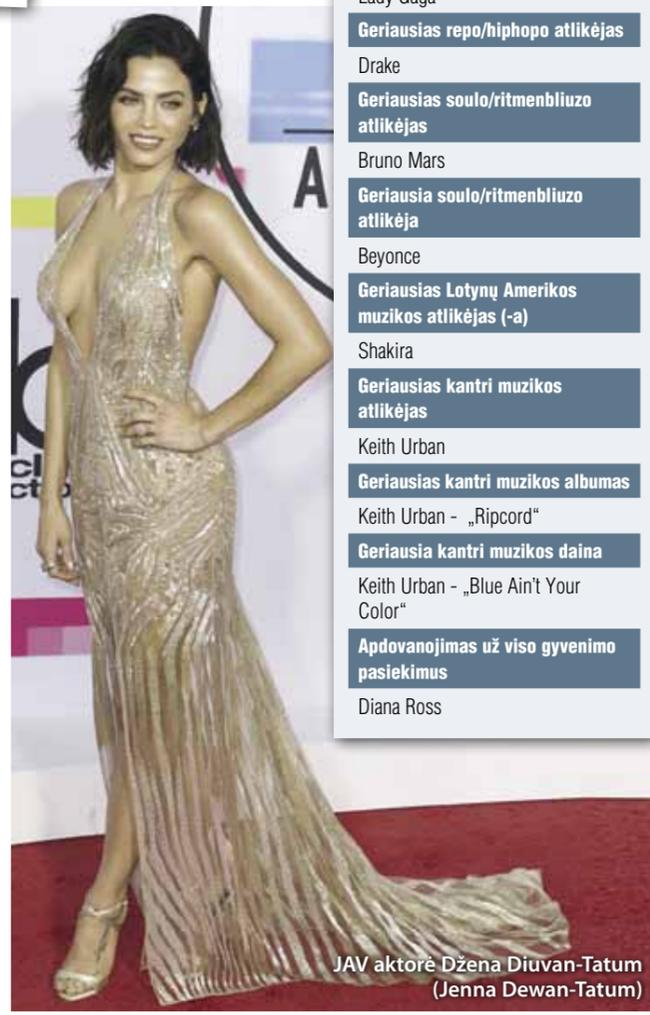 Lady Gaga
Geriausias repo/hiphopo atlikėjas
Drake
Geriausias soulo/ritmenbliuzo
atlikėjas
Bruno Mars
Geriausia soulo/ritmenbliuzo
atlikėja
Beyonce
Geriausias Lotynų Amerikos
muzikos atlikėjas (-a)
Shakira
Geriausias kantri muzikos
atlikėjas
Keith Urban
Geriausias kantri muzikos albumas
Keith Urban - „Ripcord“
Geriausia kantri muzikos daina
Keith Urban - „Blue Ain't Your
Color“
Apdovanojimas už viso gyvenimo
pasiekimus
Diana Ross
A
JAV aktorė Džena Diuvan-Tatum
(Jenna Dewan-Tatum)